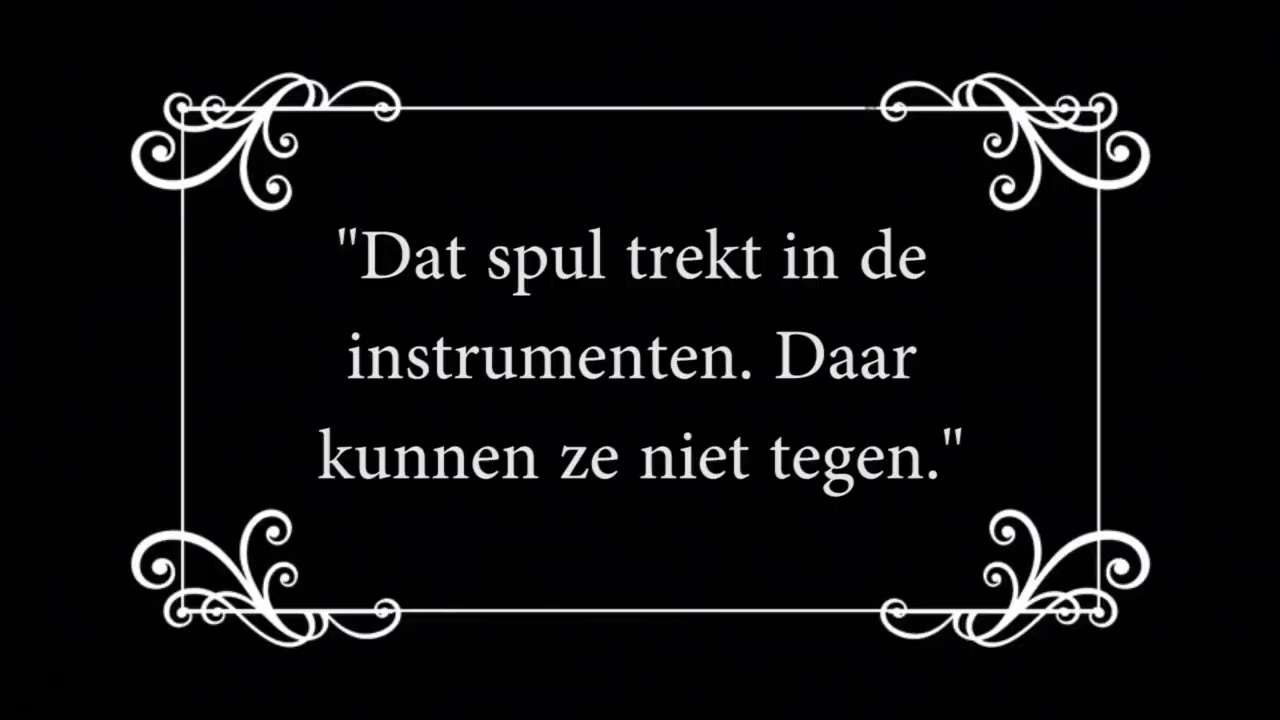 "Dat spul trekt in de
instrumenten. Daar
kunnen ze niet tegen."